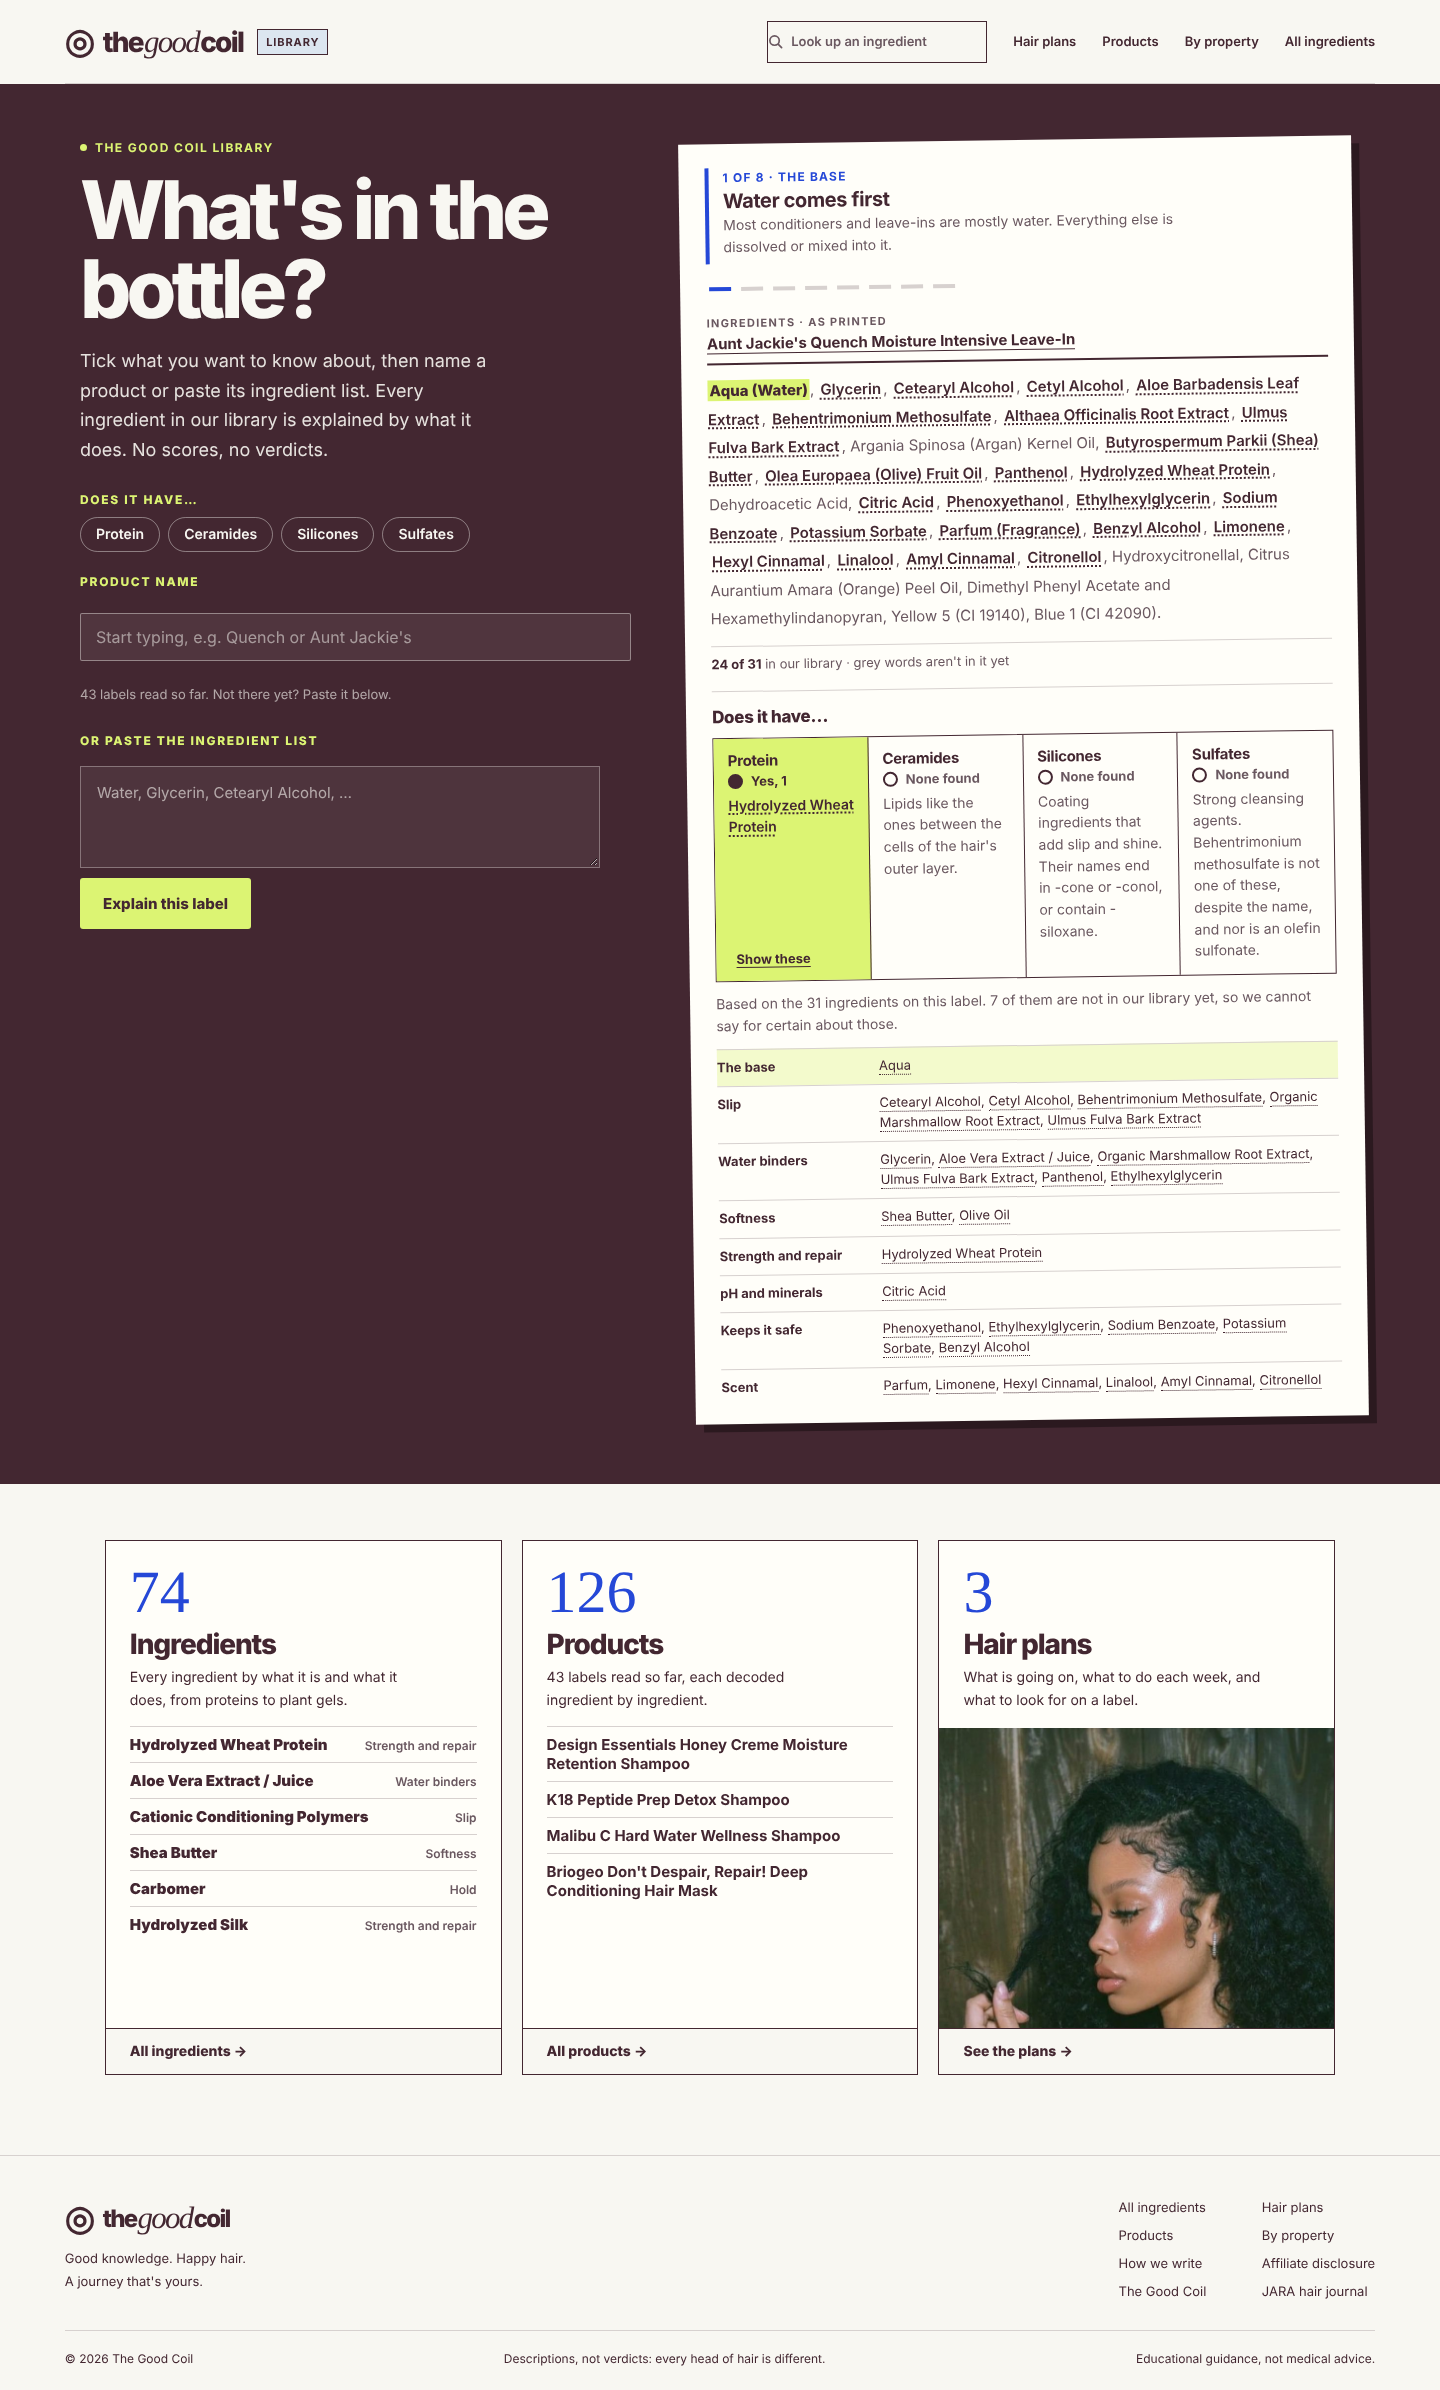 thegoodcoil LIBRARY
Look up an ingredient
Hair plans Products By property All ingredients
THE GOOD COIL LIBRARY
What's in the
bottle?
Tick what you want to know about, then name a
product or paste its ingredient list. Every
ingredient in our library is explained by what it
does. No scores, no verdicts.
DOES IT HAVE…
Protein Ceramides Silicones Sulfates
PRODUCT NAME
Start typing, e.g. Quench or Aunt Jackie's
43 labels read so far. Not there yet? Paste it below.
OR PASTE THE INGREDIENT LIST
Water, Glycerin, Cetearyl Alcohol, …
Explain this label
1 OF 8 · THE BASE
Water comes first
Most conditioners and leave-ins are mostly water. Everything else is
dissolved or mixed into it.
INGREDIENTS · AS PRINTED
Aunt Jackie's Quench Moisture Intensive Leave-In
Aqua (Water), Glycerin, Cetearyl Alcohol, Cetyl Alcohol, Aloe Barbadensis Leaf
Extract, Behentrimonium Methosulfate, Althaea Officinalis Root Extract, Ulmus
Fulva Bark Extract, Argania Spinosa (Argan) Kernel Oil, Butyrospermum Parkii (Shea)
Butter, Olea Europaea (Olive) Fruit Oil, Panthenol, Hydrolyzed Wheat Protein,
Dehydroacetic Acid, Citric Acid, Phenoxyethanol, Ethylhexylglycerin, Sodium
Benzoate, Potassium Sorbate, Parfum (Fragrance), Benzyl Alcohol, Limonene,
Hexyl Cinnamal, Linalool, Amyl Cinnamal, Citronellol, Hydroxycitronellal, Citrus
Aurantium Amara (Orange) Peel Oil, Dimethyl Phenyl Acetate and
Hexamethylindanopyran, Yellow 5 (CI 19140), Blue 1 (CI 42090).
24 of 31 in our library · grey words aren't in it yet
Does it have…
Protein
Yes, 1
Hydrolyzed Wheat
Protein
Show these
Ceramides
None found
Lipids like the
ones between the
cells of the hair's
outer layer.
Silicones
None found
Coating
ingredients that
add slip and shine.
Their names end
in -cone or -conol,
or contain -
siloxane.
Sulfates
None found
Strong cleansing
agents.
Behentrimonium
methosulfate is not
one of these,
despite the name,
and nor is an olefin
sulfonate.
Based on the 31 ingredients on this label. 7 of them are not in our library yet, so we cannot
say for certain about those.
The base Aqua
Slip Cetearyl Alcohol, Cetyl Alcohol, Behentrimonium Methosulfate, Organic
Marshmallow Root Extract, Ulmus Fulva Bark Extract
Water binders Glycerin, Aloe Vera Extract / Juice, Organic Marshmallow Root Extract,
Ulmus Fulva Bark Extract, Panthenol, Ethylhexylglycerin
Softness Shea Butter, Olive Oil
Strength and repair Hydrolyzed Wheat Protein
pH and minerals Citric Acid
Keeps it safe Phenoxyethanol, Ethylhexylglycerin, Sodium Benzoate, Potassium
Sorbate, Benzyl Alcohol
Scent Parfum, Limonene, Hexyl Cinnamal, Linalool, Amyl Cinnamal, Citronellol
74
Ingredients
Every ingredient by what it is and what it
does, from proteins to plant gels.
Hydrolyzed Wheat Protein Strength and repair
Aloe Vera Extract / Juice Water binders
Cationic Conditioning Polymers Slip
Shea Butter Softness
Carbomer Hold
Hydrolyzed Silk Strength and repair
All ingredients →
126
Products
43 labels read so far, each decoded
ingredient by ingredient.
Design Essentials Honey Creme Moisture
Retention Shampoo
K18 Peptide Prep Detox Shampoo
Malibu C Hard Water Wellness Shampoo
Briogeo Don't Despair, Repair! Deep
Conditioning Hair Mask
All products →
3
Hair plans
What is going on, what to do each week, and
what to look for on a label.
See the plans →
thegoodcoil
Good knowledge. Happy hair.
A journey that's yours.
All ingredients Hair plans
Products By property
How we write Affiliate disclosure
The Good Coil JARA hair journal
© 2026 The Good Coil
Descriptions, not verdicts: every head of hair is different.
Educational guidance, not medical advice.